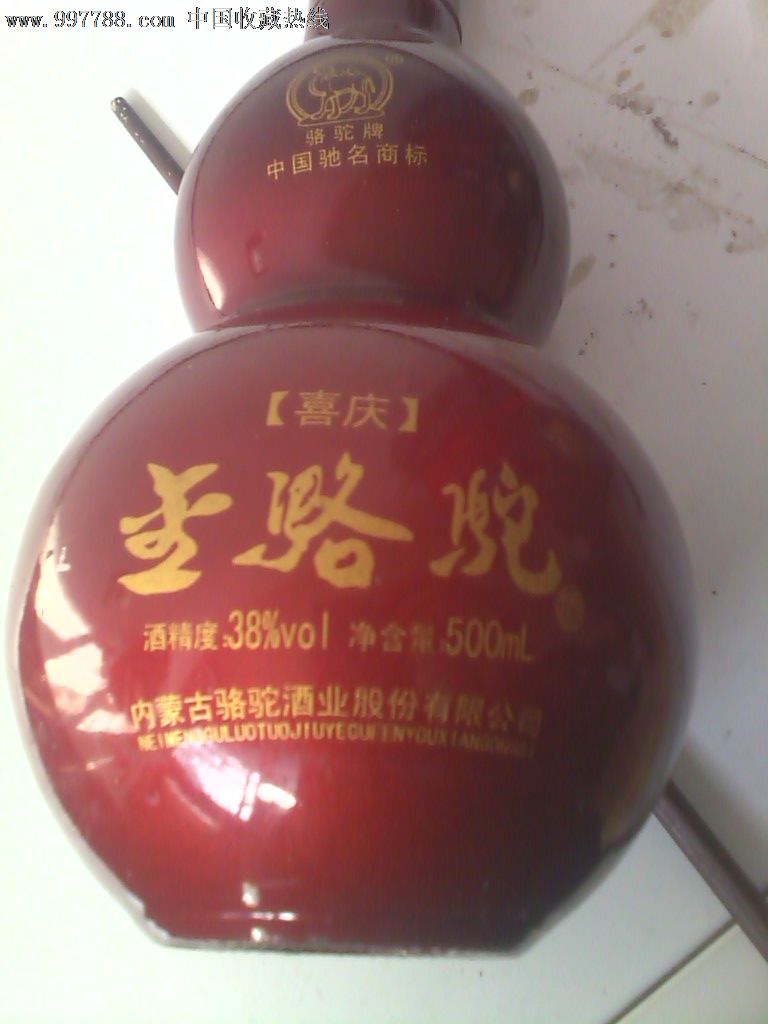 www.997788.com 中国收藏热线
骆驼牌
中国驰名商标
【喜庆】
金骆驼
酒精度:38%vol 净含量:500mL
内蒙古骆驼酒业股份有限公司
NEIMENGGULUOTUOJIUYEGUFENYOUXIANGONGSI